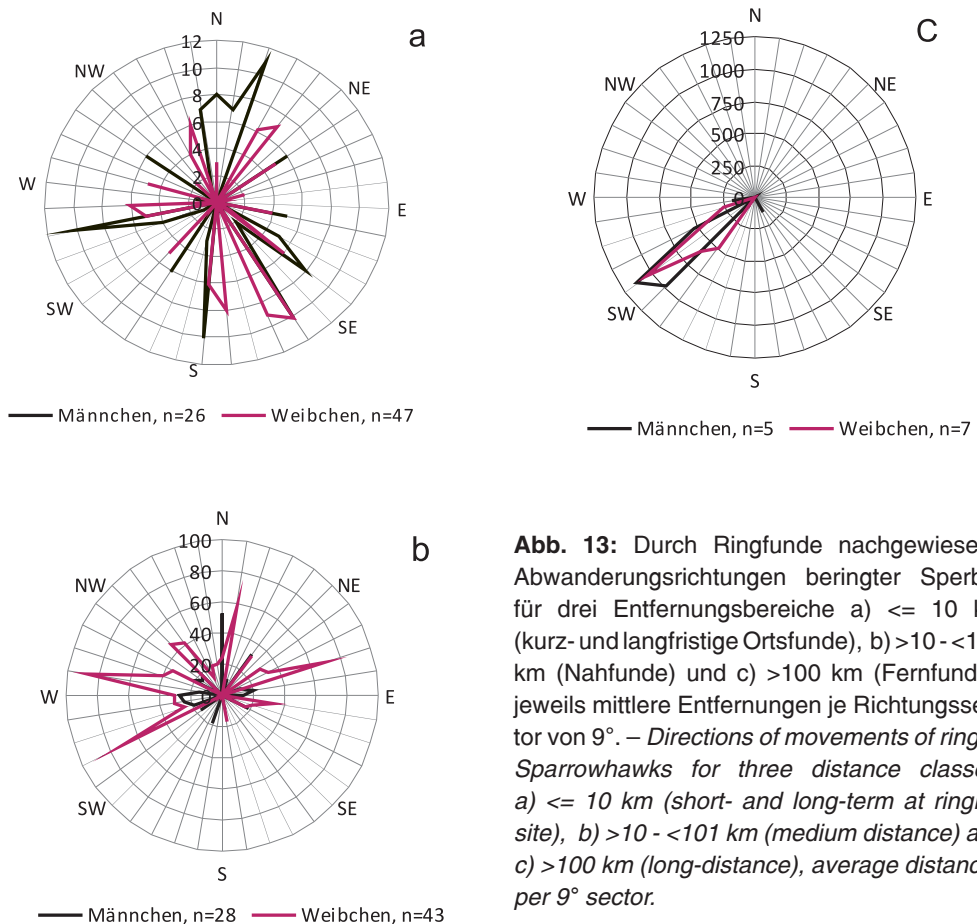 a
N
12
10
8
6
4
2
0
NW
NE
W
E
SW
SE
S
Männchen, n=26
Weibchen, n=47
C
N
1250
1000
750
500
250
0
NE
W
E
SW
SE
S
Männchen, n=5
Weibchen, n=7
b
N
100
80
60
40
20
0
NW
NE
W
E
SW
SE
S
Männchen, n=28
Weibchen, n=43
Abb. 13: Durch Ringfunde nachgewiese
Abwanderungsrichtungen beringter Sperb
für drei Entfernungsbereiche a) <= 10 k
(kurz- und langfristige Ortsfunde), b) >10 - <1
km (Nahfunde) und c) >100 km (Fernfund
jeweils mittlere Entfernungen je Richtungsse
tor von 9°. – Directions of movements of ring
Sparrowhawks for three distance classe
a) <= 10 km (short- and long-term at ring
site), b) >10 - <101 km (medium distance) a
c) >100 km (long-distance), average distanc
per 9° sector.